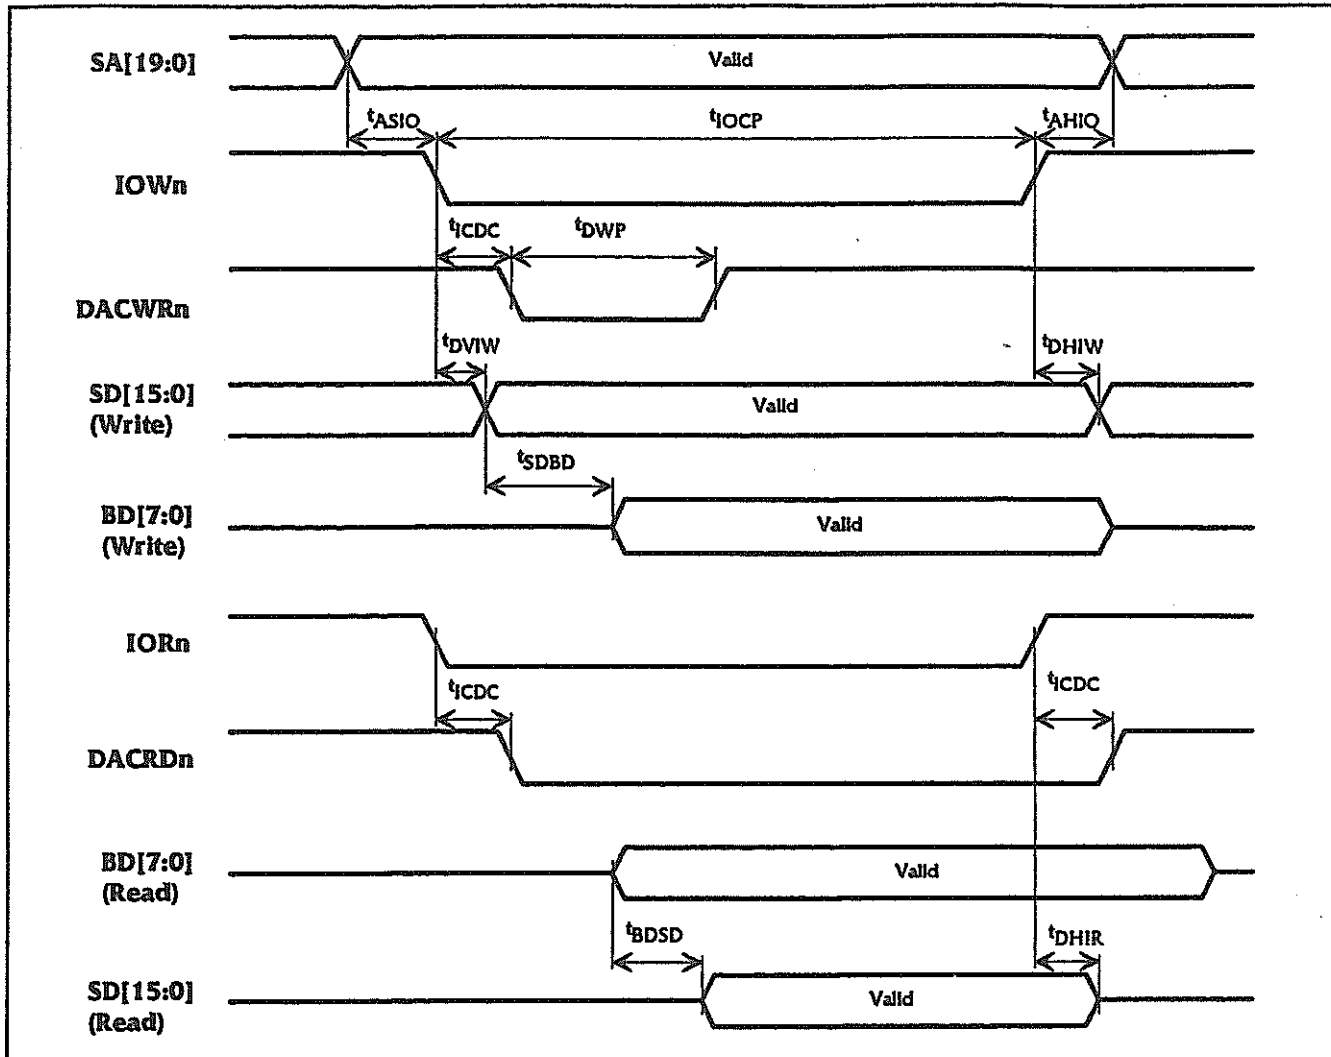 SA[19:0]
Valid
tASIO
tIOCP
tAHIO
IOWn
tICDC
tDWP
DACWRn
tDVIW
tDHIW
SD[15:0]
(Write)
Valid
tSDBD
BD[7:0]
(Write)
Valid
IORn
tICDC
tICDC
DACRDn
BD[7:0]
(Read)
Valid
tBDSD
tDHIR
SD[15:0]
(Read)
Valid